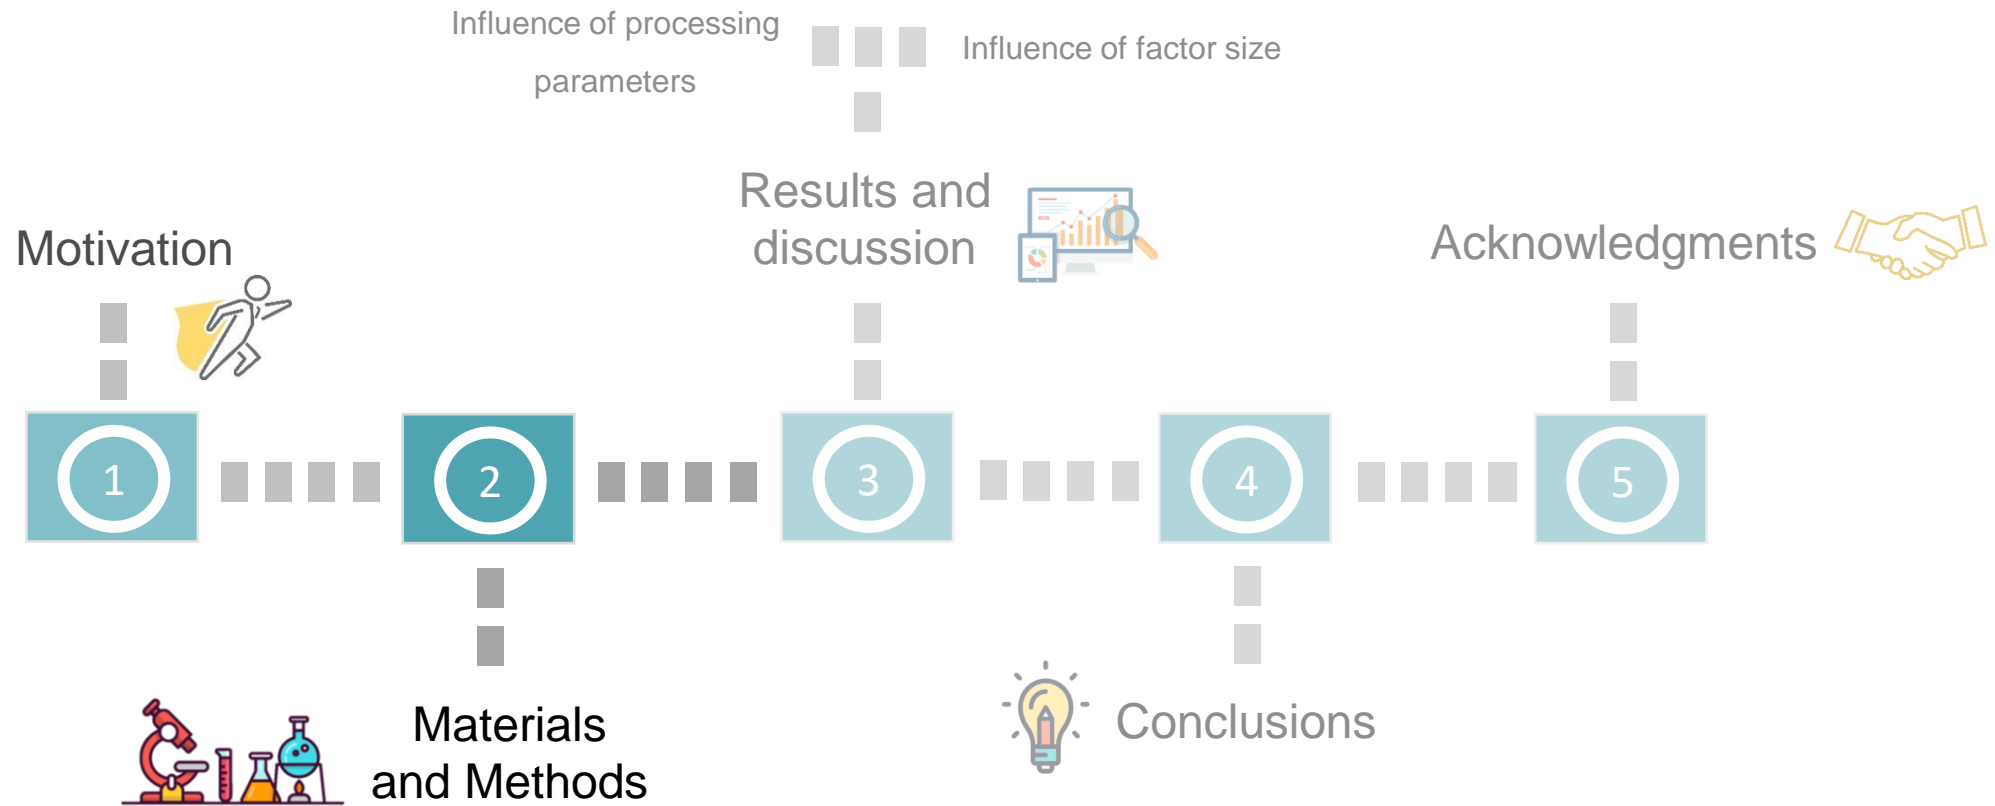 Influence of processing
parameters
Influence of factor size
Results and
discussion
Motivation
Acknowledgments
1
2
3
4
5
Materials
and Methods
Conclusions